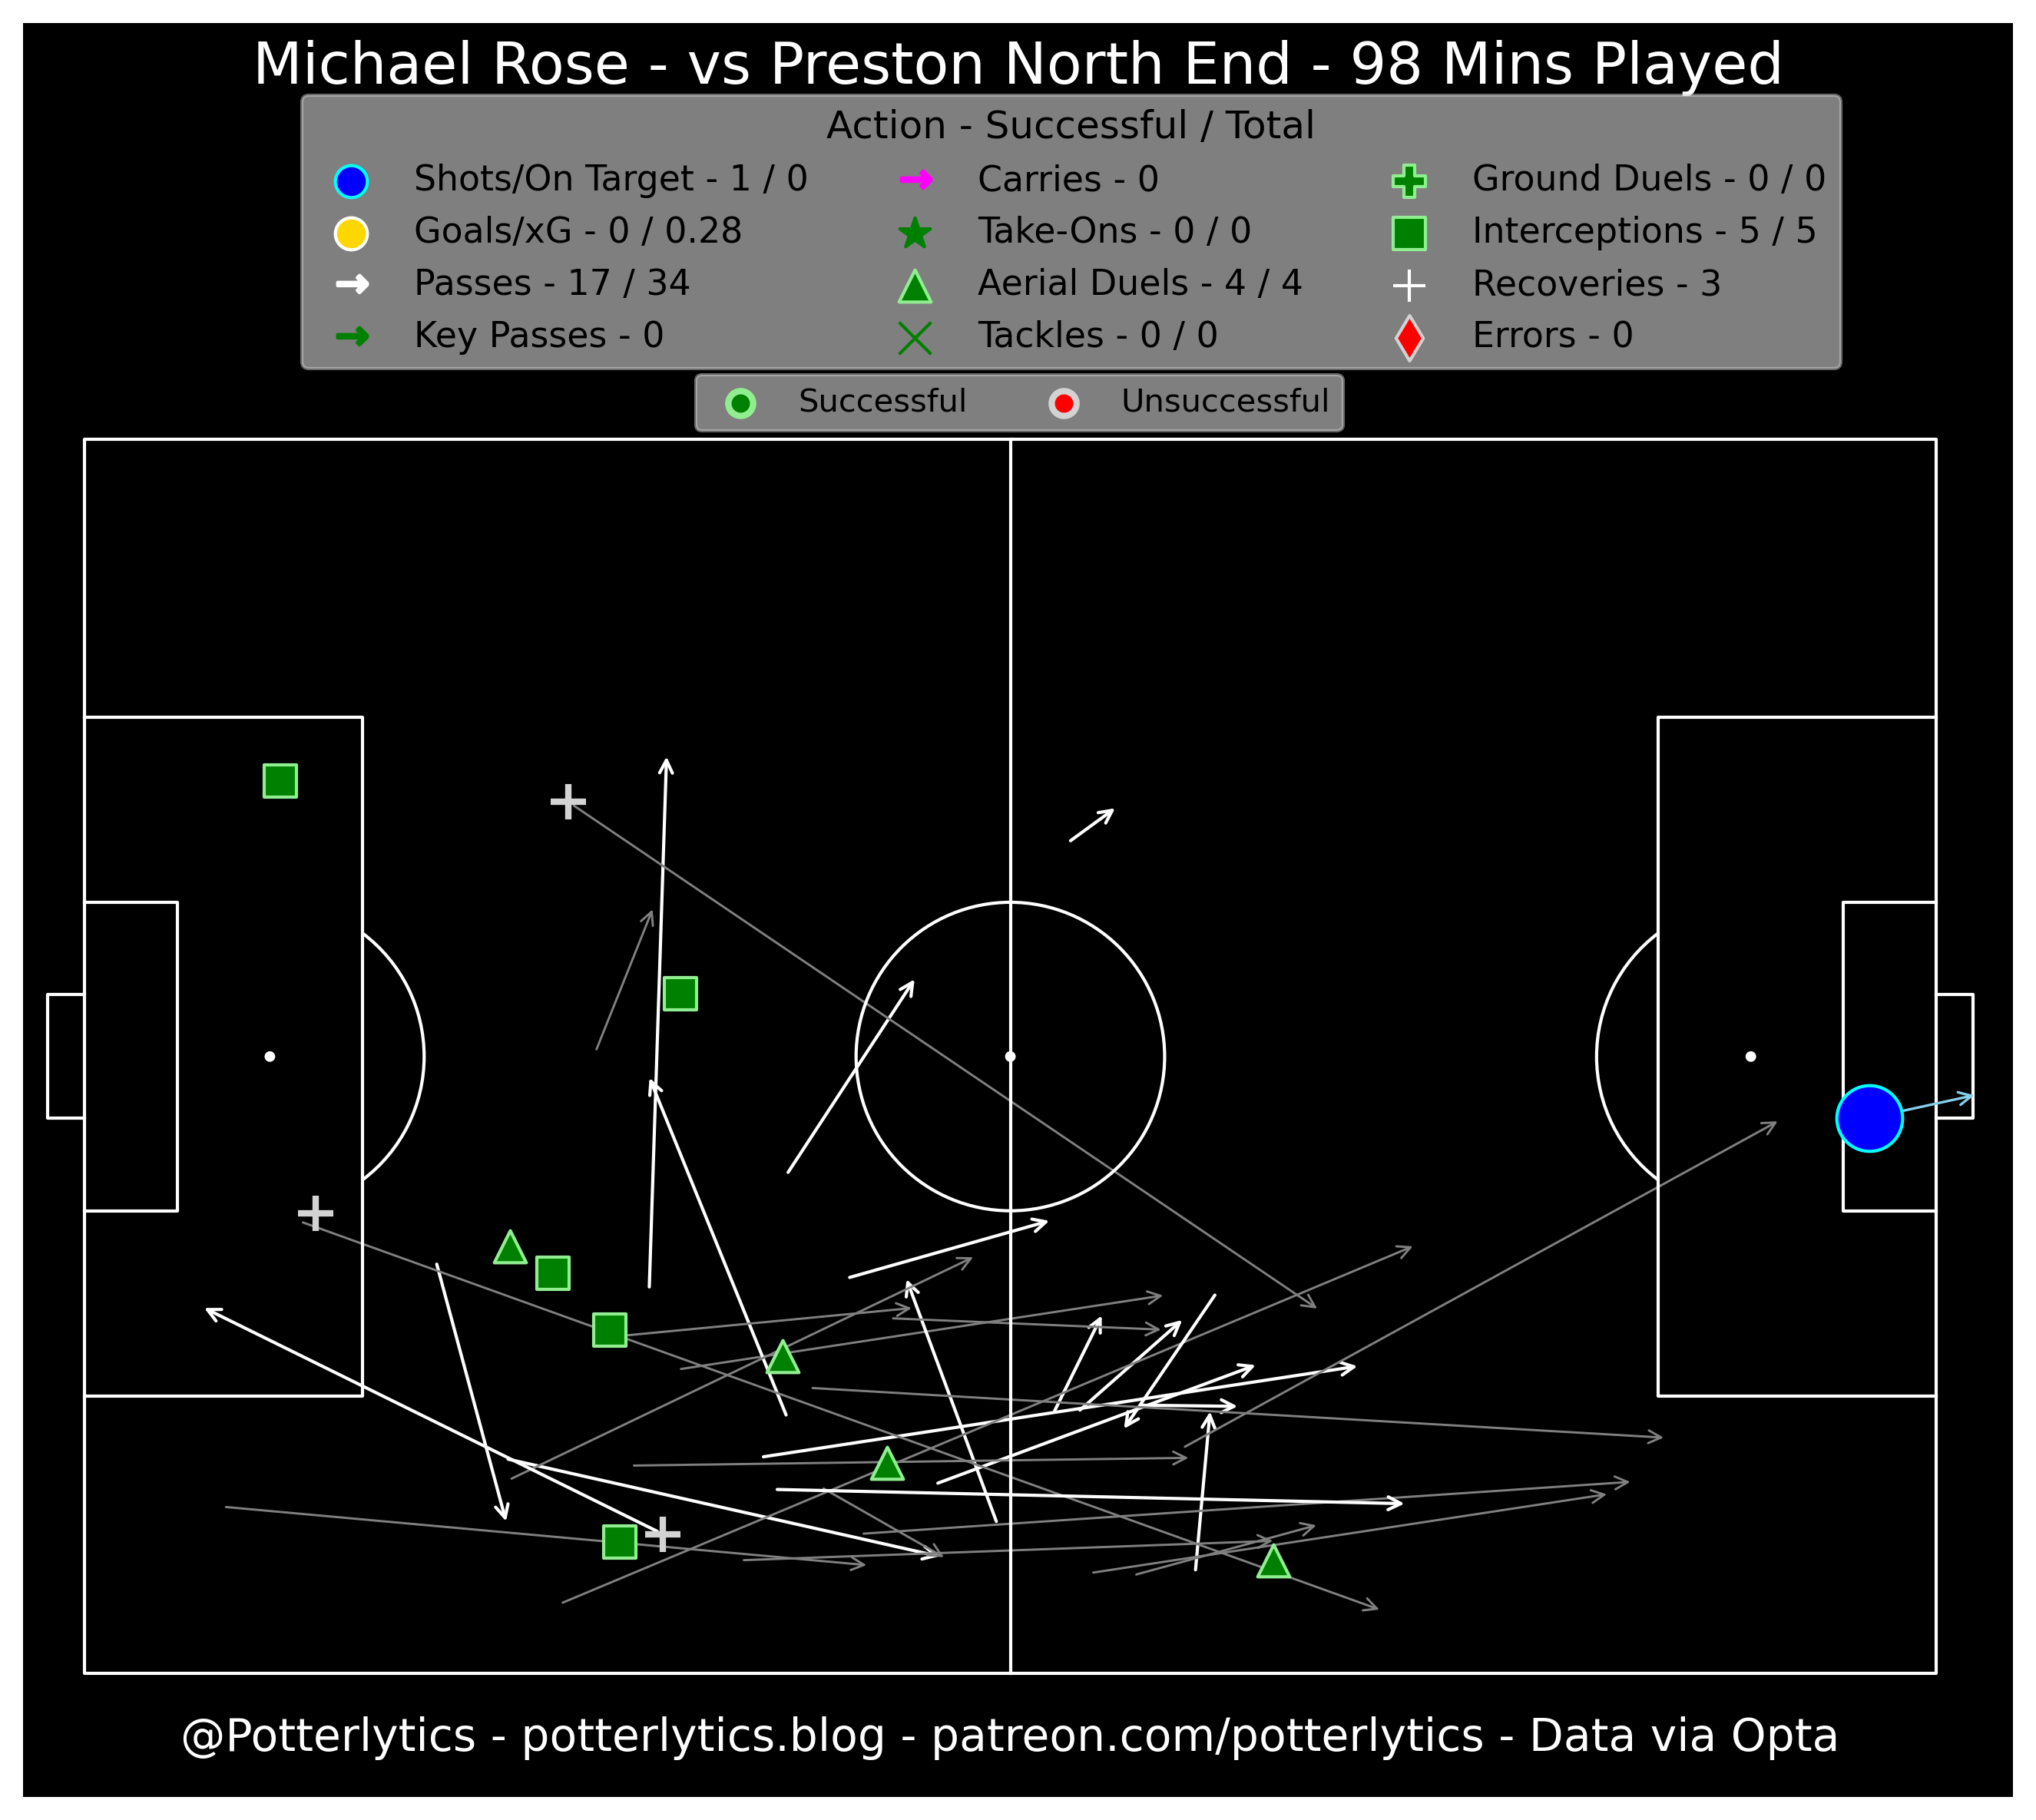 Michael Rose - vs Preston North End - 98 Mins Played
Action - Successful / Total
Shots/On Target - 1 / 0
Carries - 0
Ground Duels - 0 / 0
Goals/xG - 0 / 0.28
Take-Ons - 0 / 0
Interceptions - 5 / 5
Passes - 17 / 34
Aerial Duels - 4 / 4
Recoveries - 3
Key Passes - 0
Tackles - 0 / 0
Errors - 0
Successful
Unsuccessful
@Potterlytics - potterlytics.blog - patreon.com/potterlytics - Data via Opta